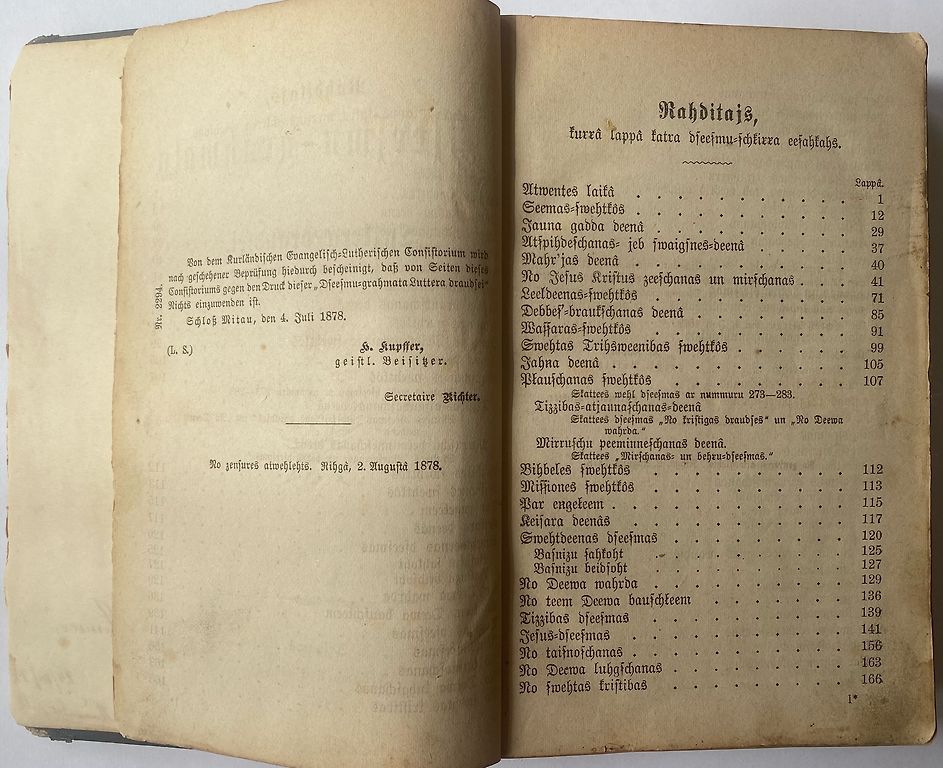 Von dem Kurländischen Evangelisch-Lutherischen Consistorium wird
nach geschehener Beprüfung hiedurch bescheinigt, daß von Seiten dieses
Consistoriums gegen den Druck dieser „Dseesmu-grahmata Luttera draudsei“
Nichts einzuwenden ist.
Schloß Mitau, den 4. Juli 1878.
Nr. 2294.
(L. S.)
H. Kupffer,
geistl. Beisitzer.
Secretaire Richter.
No zensures atwehlehts. Rihgâ, 2. Augustâ 1878.
Rahditajs,
kurrâ lappâ katra dseesmu-schkirra eesahkahs.
Lappâ.
Atwentes laikâ . . . . . . . . . . . 1
Seemas-swehtkôs . . . . . . . . . . . 12
Jauna gadda deenâ . . . . . . . . . . 29
Atspihdeschanas- jeb swaigsnes-deenâ . . . . . 37
Mahr'jas deenâ . . . . . . . . . . . 40
No Jesus Kristus zeeschanas un mirschanas . . . 41
Leeldeenas-swehtkôs . . . . . . . . . . 71
Debbes'-braukschanas deenâ . . . . . . . . 85
Wassaras-swehtkôs . . . . . . . . . . 91
Swehtas Trihsweenibas swehtkôs . . . . . . 99
Jahna deenâ . . . . . . . . . . . . 105
Pļauschanas swehtkôs . . . . . . . . . 107
Skattees wehl dseesmas ar nummuru 273—283.
Tizzibas-atjaunaschanas-deenâ
Skattees dseesmas „No kristigas draudses“ un „No Deewa
wahrda.“
Mirruschu peeminneschanas deenâ.
Skattees „Mirschanas- un behru-dseesmas.“
Bihbeles swehtkôs . . . . . . . . . . 112
Missiones swehtkôs . . . . . . . . . . 113
Par engeļeem . . . . . . . . . . . . 115
Keisara deenâs . . . . . . . . . . . 117
Swehtdeenas dseesmas . . . . . . . . . 120
Basnizu sahkoht . . . . . . . . . 125
Basnizu beidsoht . . . . . . . . . 127
No Deewa wahrda . . . . . . . . . . 129
No teem Deewa bauschļeem . . . . . . . 136
Tizzibas dseesmas . . . . . . . . . . 139
Jesus-dseesmas . . . . . . . . . . . 141
No taisnoschanas . . . . . . . . . . 156
No Deewa luhgschanas . . . . . . . . . 163
No swehtas kristibas . . . . . . . . . 166
1*